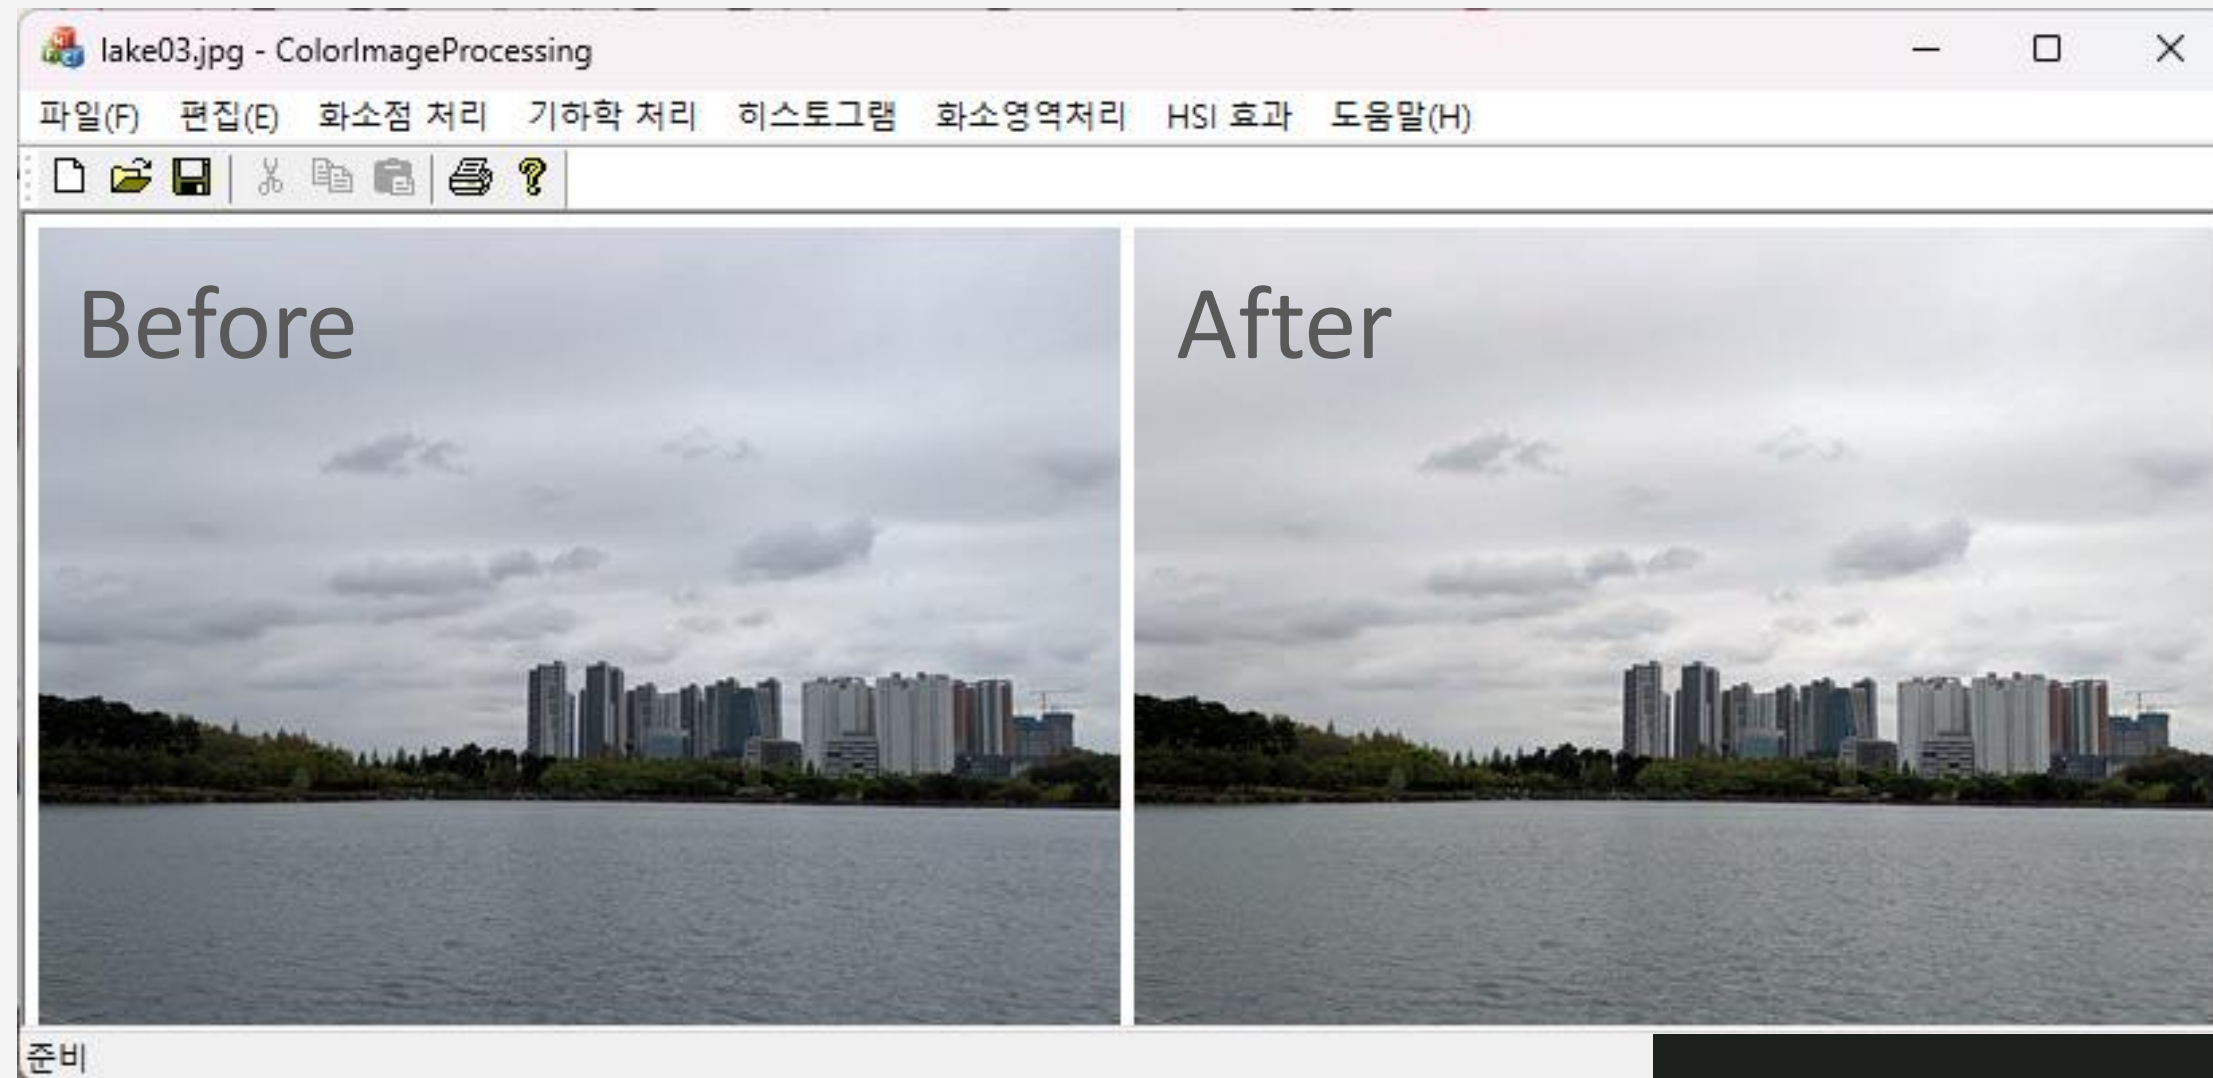 lake03.jpg - ColorImageProcessing
파일(F) 편집(E) 화소점 처리 기하학 처리 히스토그램 화소영역처리 HSI 효과 도움말(H)
Before After
준비